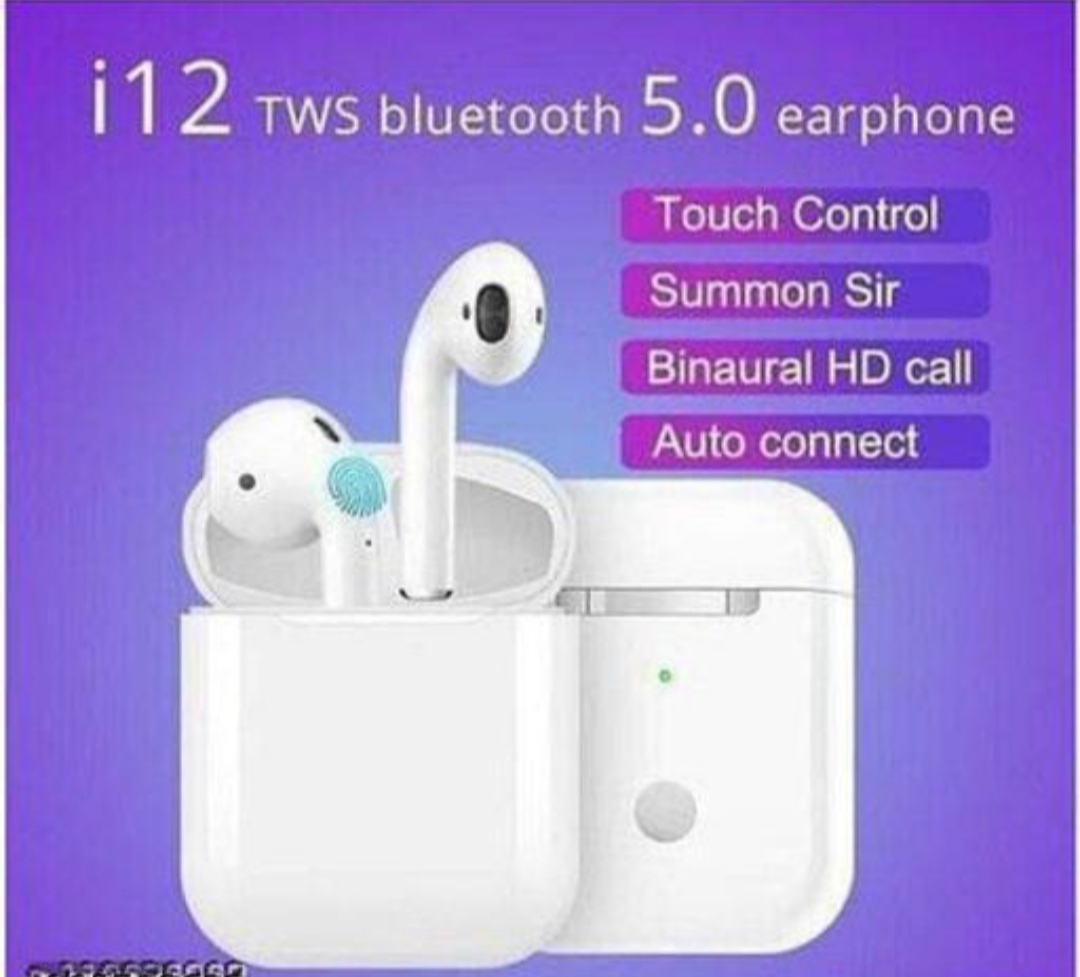 i12 TWS bluetooth 5.0 earphone
Touch Control
Summon Sir
Binaural HD call
Auto connect